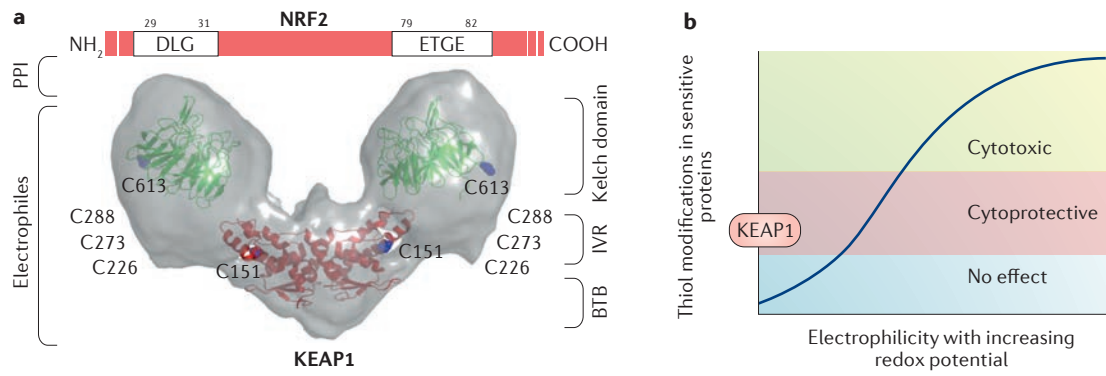 a
NRF2
29
31
79
82
NH2
DLG
ETGE
COOH
PPI
Electrophiles
C613
C613
C288
C273
C226
C288
C273
C226
C151
C151
Kelch domain
IVR
BTB
KEAP1
b
Thiol modifications in sensitive
proteins
KEAP1
Cytotoxic
Cytoprotective
No effect
Electrophilicity with increasing
redox potential